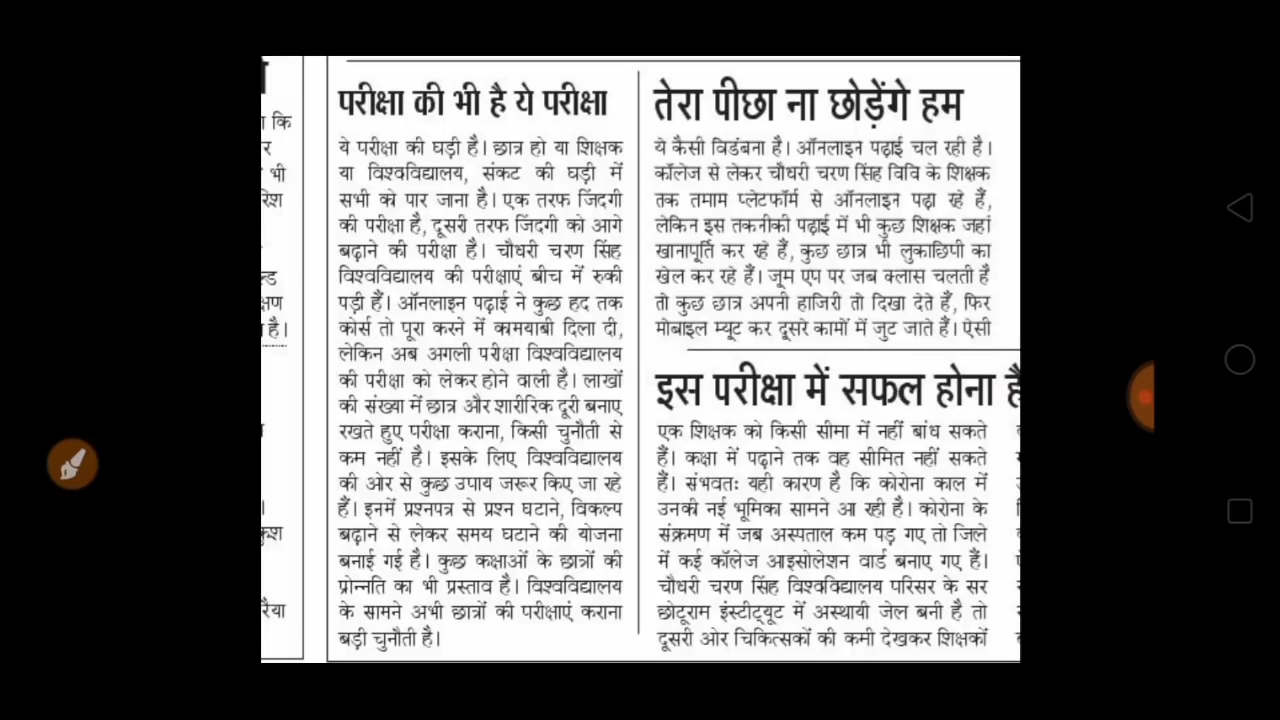 ा कि
र
भी
रिश
न्ड
क्षण
है।
कुश
रैया
परीक्षा की भी है ये परीक्षा
ये परीक्षा की घड़ी है। छात्र हो या शिक्षक
या विश्वविद्यालय, संकट की घड़ी में
सभी को पार जाना है। एक तरफ जिंदगी
की परीक्षा है, दूसरी तरफ जिंदगी को आगे
बढ़ाने की परीक्षा है। चौधरी चरण सिंह
विश्वविद्यालय की परीक्षाएं बीच में रुकी
पड़ी हैं। ऑनलाइन पढ़ाई ने कुछ हद तक
कोर्स तो पूरा करने में कामयाबी दिला दी,
लेकिन अब अगली परीक्षा विश्वविद्यालय
की परीक्षा को लेकर होने वाली है। लाखों
की संख्या में छात्र और शारीरिक दूरी बनाए
रखते हुए परीक्षा कराना, किसी चुनौती से
कम नहीं है। इसके लिए विश्वविद्यालय
की ओर से कुछ उपाय जरूर किए जा रहे
हैं। इनमें प्रश्नपत्र से प्रश्न घटाने, विकल्प
बढ़ाने से लेकर समय घटाने की योजना
बनाई गई है। कुछ कक्षाओं के छात्रों की
प्रोन्नति का भी प्रस्ताव है। विश्वविद्यालय
के सामने अभी छात्रों की परीक्षाएं कराना
बड़ी चुनौती है।
तेरा पीछा ना छोड़ेंगे हम
ये कैसी विडंबना है। ऑनलाइन पढ़ाई चल रही है।
कॉलेज से लेकर चौधरी चरण सिंह विवि के शिक्षक
तक तमाम प्लेटफॉर्म से ऑनलाइन पढ़ा रहे हैं,
लेकिन इस तकनीकी पढ़ाई में भी कुछ शिक्षक जहां
खानापूर्ति कर रहे हैं, कुछ छात्र भी लुकाछिपी का
खेल कर रहे हैं। जूम एप पर जब क्लास चलती है
तो कुछ छात्र अपनी हाजिरी तो दिखा देते हैं, फिर
मोबाइल म्यूट कर दूसरे कामों में जुट जाते हैं। ऐसी
इस परीक्षा में सफल होना है
एक शिक्षक को किसी सीमा में नहीं बांध सकते
हैं। कक्षा में पढ़ाने तक वह सीमित नहीं सकते
हैं। संभवतः यही कारण है कि कोरोना काल में
उनकी नई भूमिका सामने आ रही है। कोरोना के
संक्रमण में जब अस्पताल कम पड़ गए तो जिले
में कई कॉलेज आइसोलेशन वार्ड बनाए गए हैं।
चौधरी चरण सिंह विश्वविद्यालय परिसर के सर
छोटूराम इंस्टीट्यूट में अस्थायी जेल बनी है तो
दूसरी ओर चिकित्सकों की कमी देखकर शिक्षकों